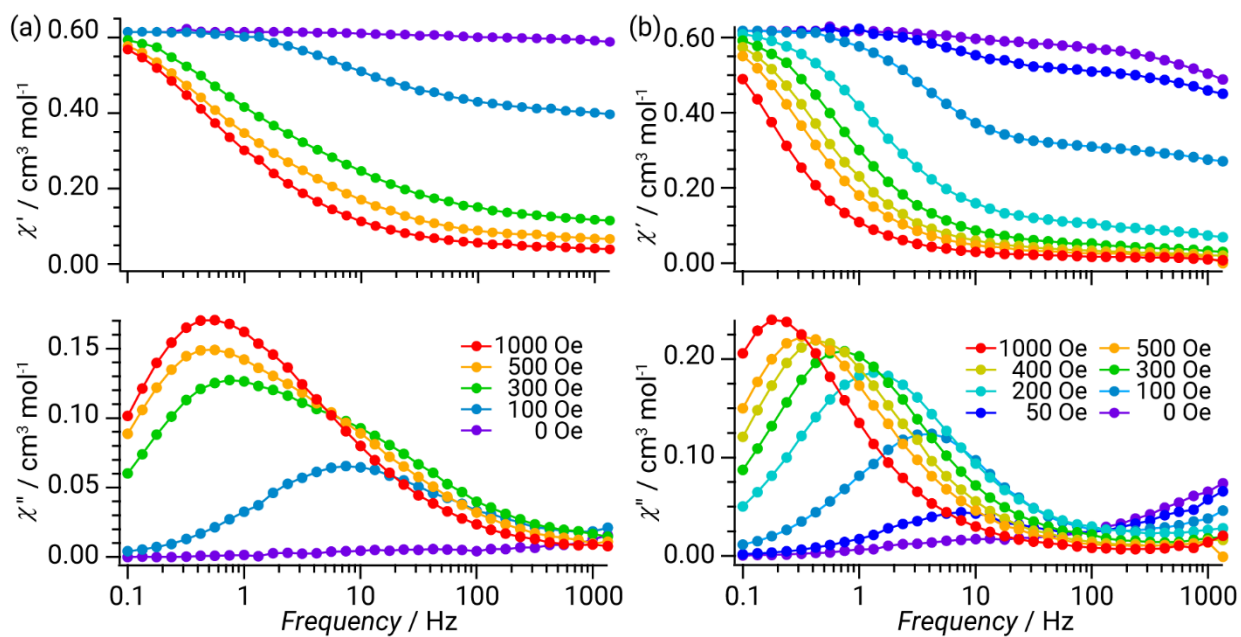 (a)
0.60
0.40
0.20
0.00
χ' / cm³ mol⁻¹
(b)
0.60
0.40
0.20
0.00
χ' / cm³ mol⁻¹
0.15
0.10
0.05
0.00
χ" / cm³ mol⁻¹
1000 Oe
500 Oe
300 Oe
100 Oe
0 Oe
0.1 1 10 100 1000
Frequency / Hz
0.20
0.10
0.00
χ" / cm³ mol⁻¹
1000 Oe 500 Oe
400 Oe 300 Oe
200 Oe 100 Oe
50 Oe 0 Oe
0.1 1 10 100 1000
Frequency / Hz